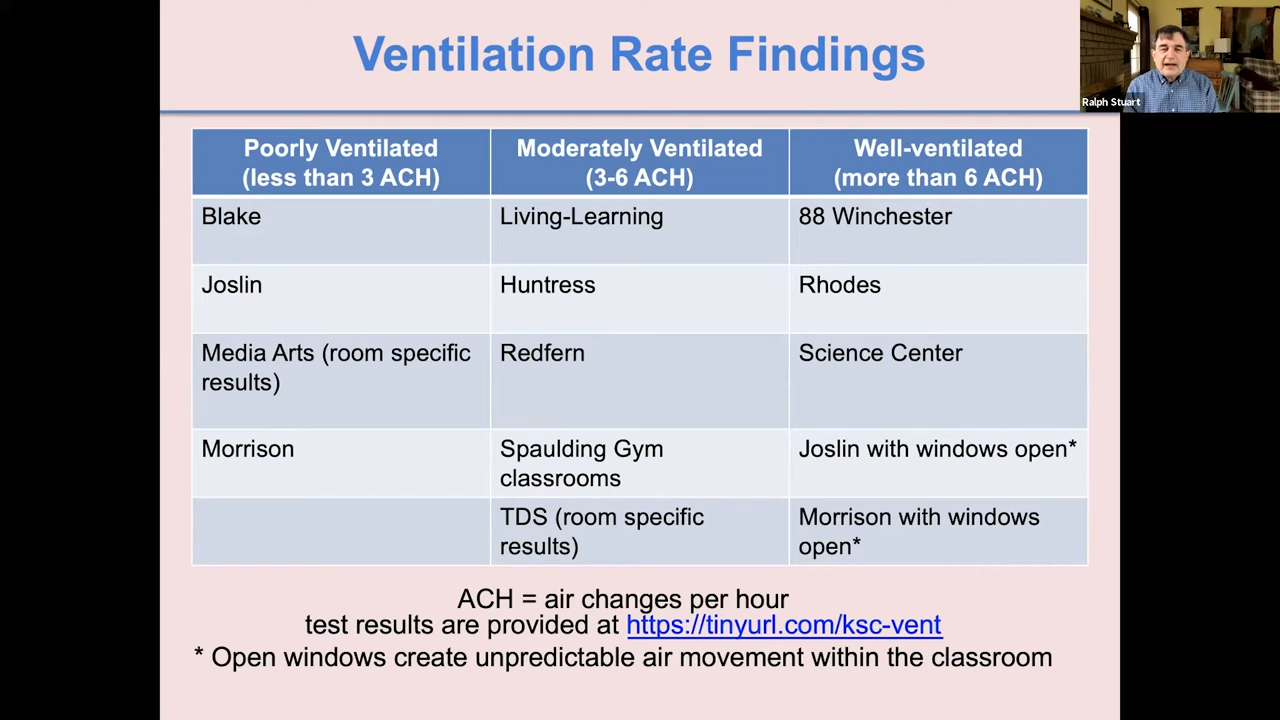 Ventilation Rate Findings
Ralph Stuart
Poorly Ventilated
(less than 3 ACH)
Moderately Ventilated
(3-6 ACH)
Well-ventilated
(more than 6 ACH)
Blake
Living-Learning
88 Winchester
Joslin
Huntress
Rhodes
Media Arts (room specific
results)
Redfern
Science Center
Morrison
Spaulding Gym
classrooms
Joslin with windows open*
TDS (room specific
results)
Morrison with windows
open*
ACH = air changes per hour
test results are provided at https://tinyurl.com/ksc-vent
* Open windows create unpredictable air movement within the classroom